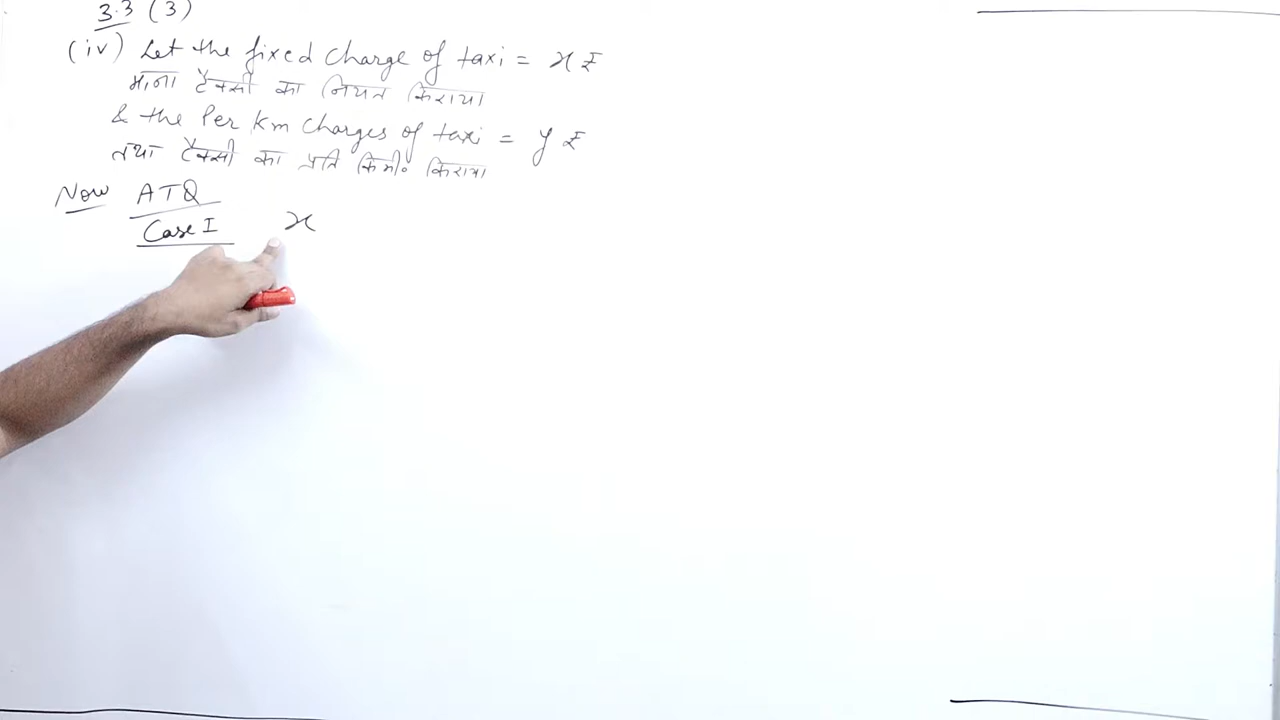 3.3 (3)
(iv) Let the fixed charge of taxi = x ₹
माना टैक्सी का नियत किराया
& the Per Km Charges of taxi = y ₹
तथा टैक्सी का प्रति किमी० किराया
Now ATQ
Case I x